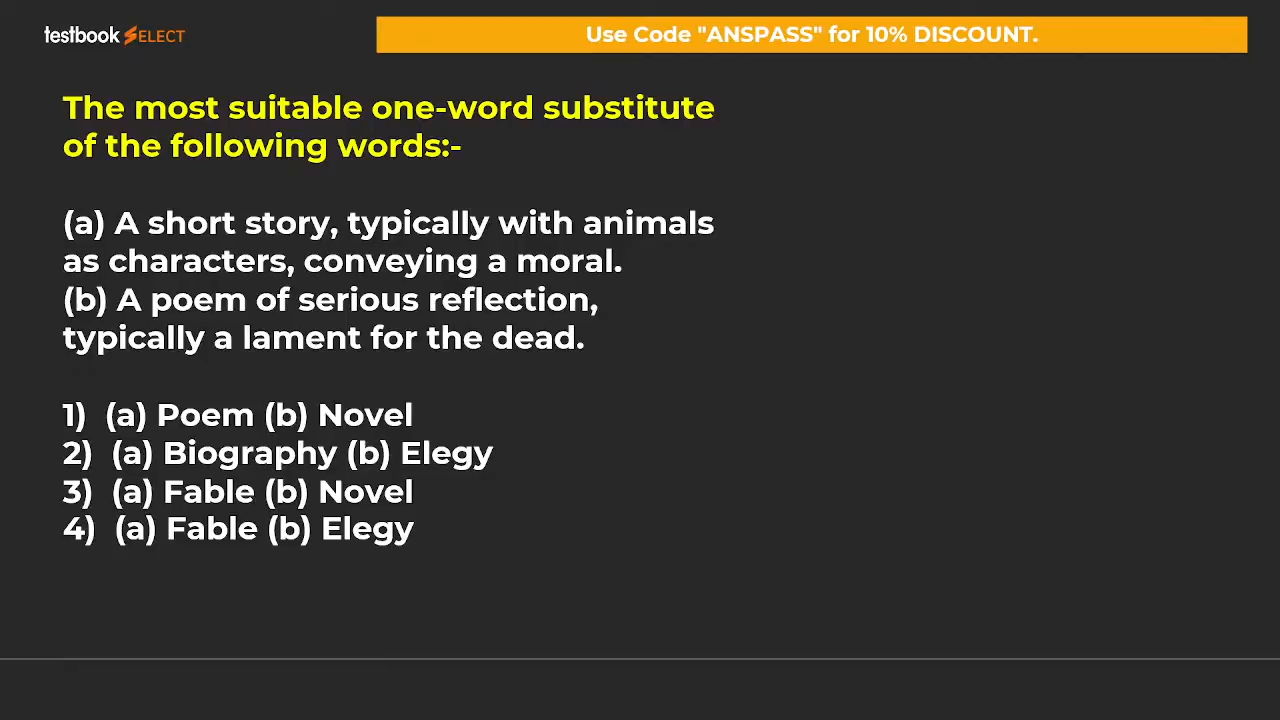 testbook SELECT
Use Code "ANSPASS" for 10% DISCOUNT.
The most suitable one-word substitute
of the following words:-
(a) A short story, typically with animals
as characters, conveying a moral.
(b) A poem of serious reflection,
typically a lament for the dead.
1) (a) Poem (b) Novel
2) (a) Biography (b) Elegy
3) (a) Fable (b) Novel
4) (a) Fable (b) Elegy